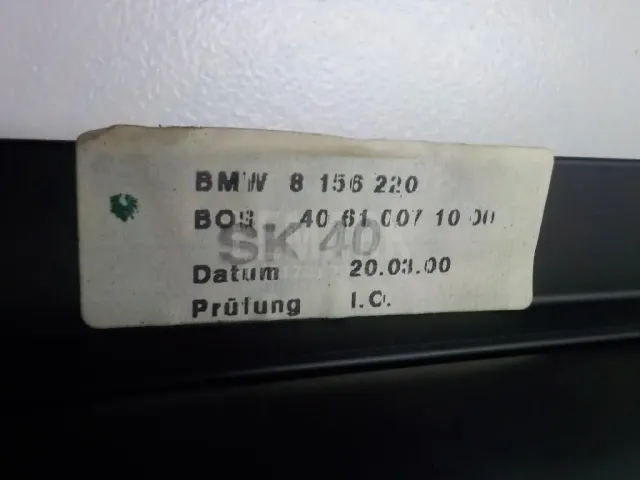 BMW 8 156 220
BOS 40 61 007 10 00
SK 40
Datum 20.03.00
Prüfung I.O.